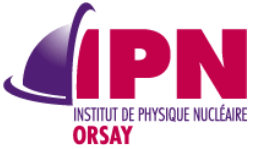 IPN
INSTITUT DE PHYSIQUE NUCLÉAIRE
ORSAY